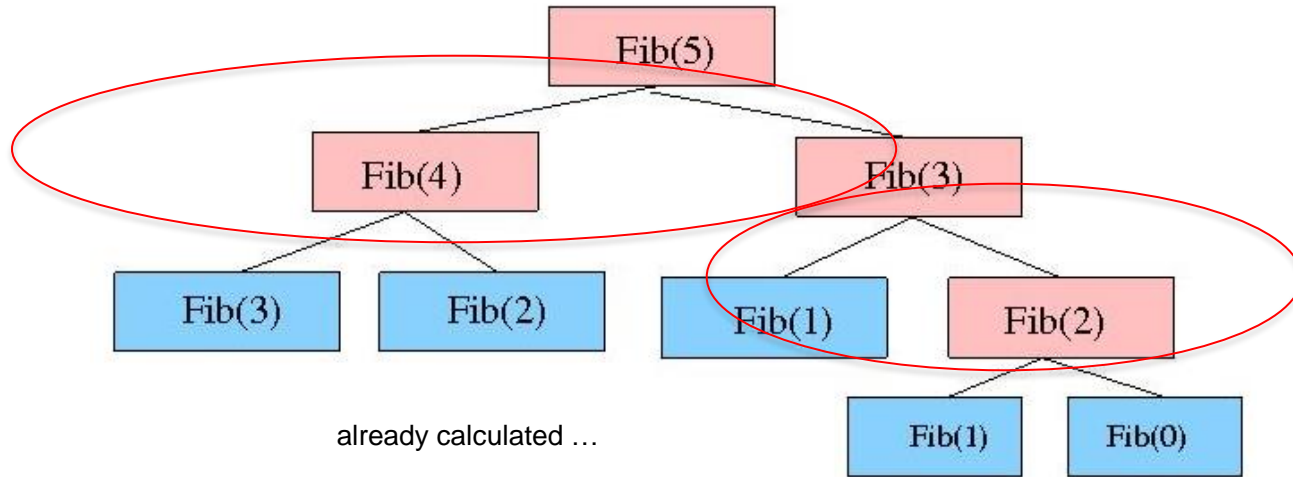 Fib(5)
Fib(4)
Fib(3)
Fib(3)
Fib(2)
Fib(1)
Fib(2)
already calculated …
Fib(1)
Fib(0)